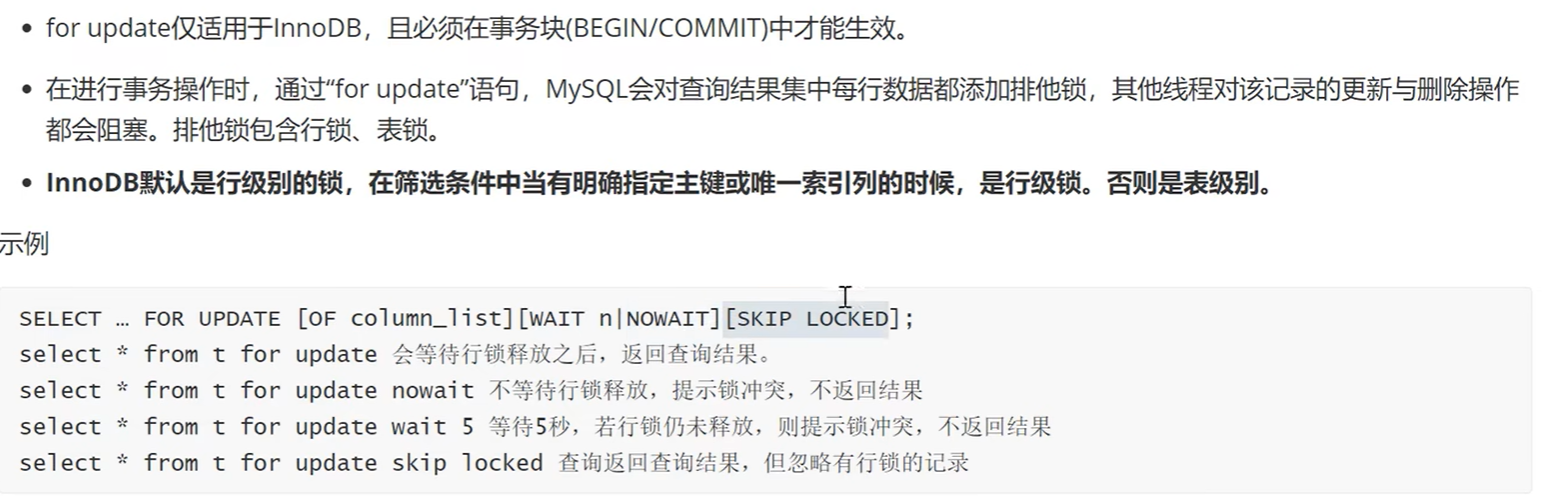 for update仅适用于InnoDB，且必须在事务块(BEGIN/COMMIT)中才能生效。
在进行事务操作时，通过“for update”语句，MySQL会对查询结果集中每行数据都添加排他锁，其他线程对该记录的更新与删除操作
都会阻塞。排他锁包含行锁、表锁。
InnoDB默认是行级别的锁，在筛选条件中当有明确指定主键或唯一索引列的时候，是行级锁。否则是表级别。
示例
SELECT … FOR UPDATE [OF column_list][WAIT n|NOWAIT][SKIP LOCKED];
select * from t for update 会等待行锁释放之后，返回查询结果。
select * from t for update nowait 不等待行锁释放，提示锁冲突，不返回结果
select * from t for update wait 5 等待5秒，若行锁仍未释放，则提示锁冲突，不返回结果
select * from t for update skip locked 查询返回查询结果，但忽略有行锁的记录